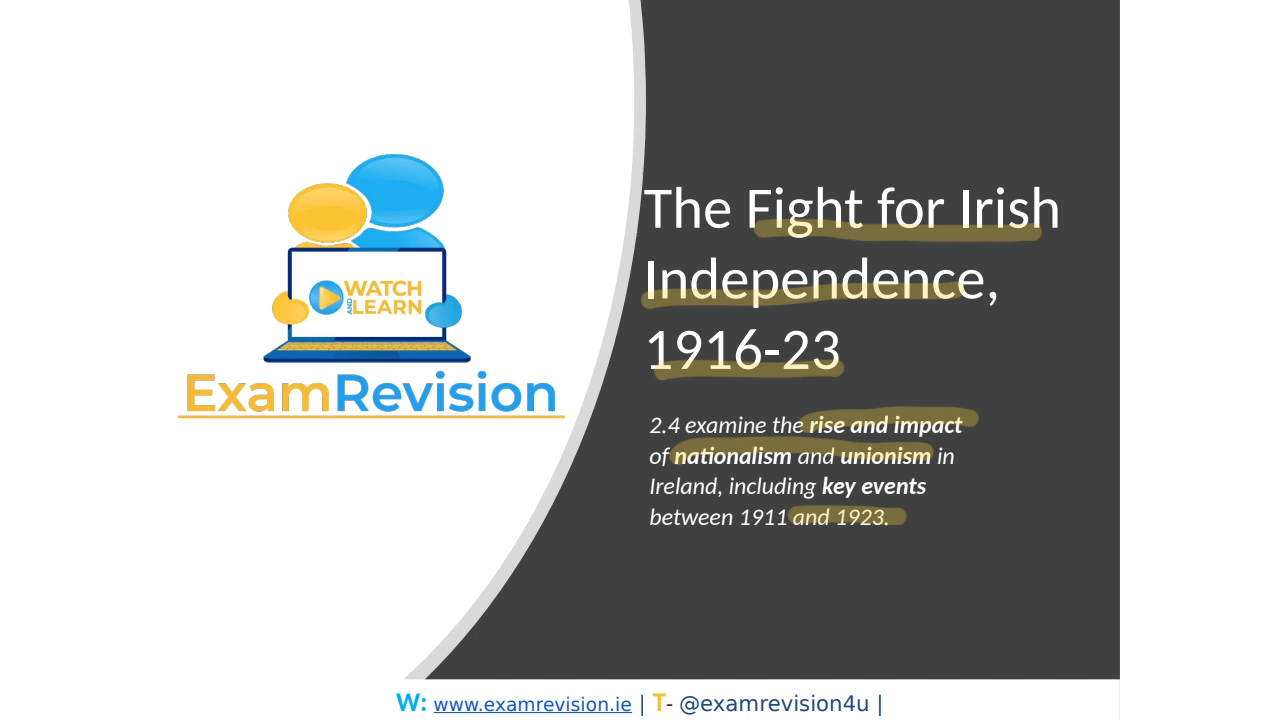 WATCH
AND LEARN
ExamRevision
The Fight for Irish
Independence,
1916-23
2.4 examine the rise and impact
of nationalism and unionism in
Ireland, including key events
between 1911 and 1923.
W: www.examrevision.ie | T- @examrevision4u |